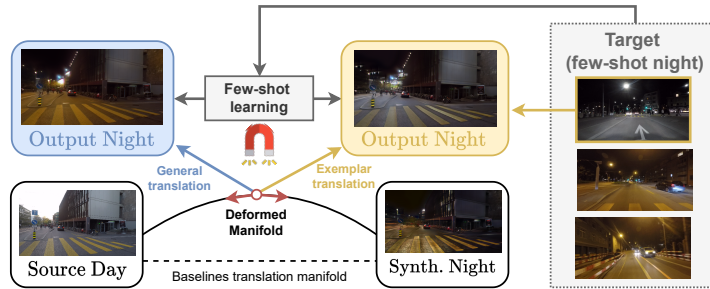 Target
(few-shot night)
Few-shot
learning
Output Night
Output Night
General
translation
Exemplar
translation
Deformed
Manifold
Source Day
Synth. Night
Baselines translation manifold